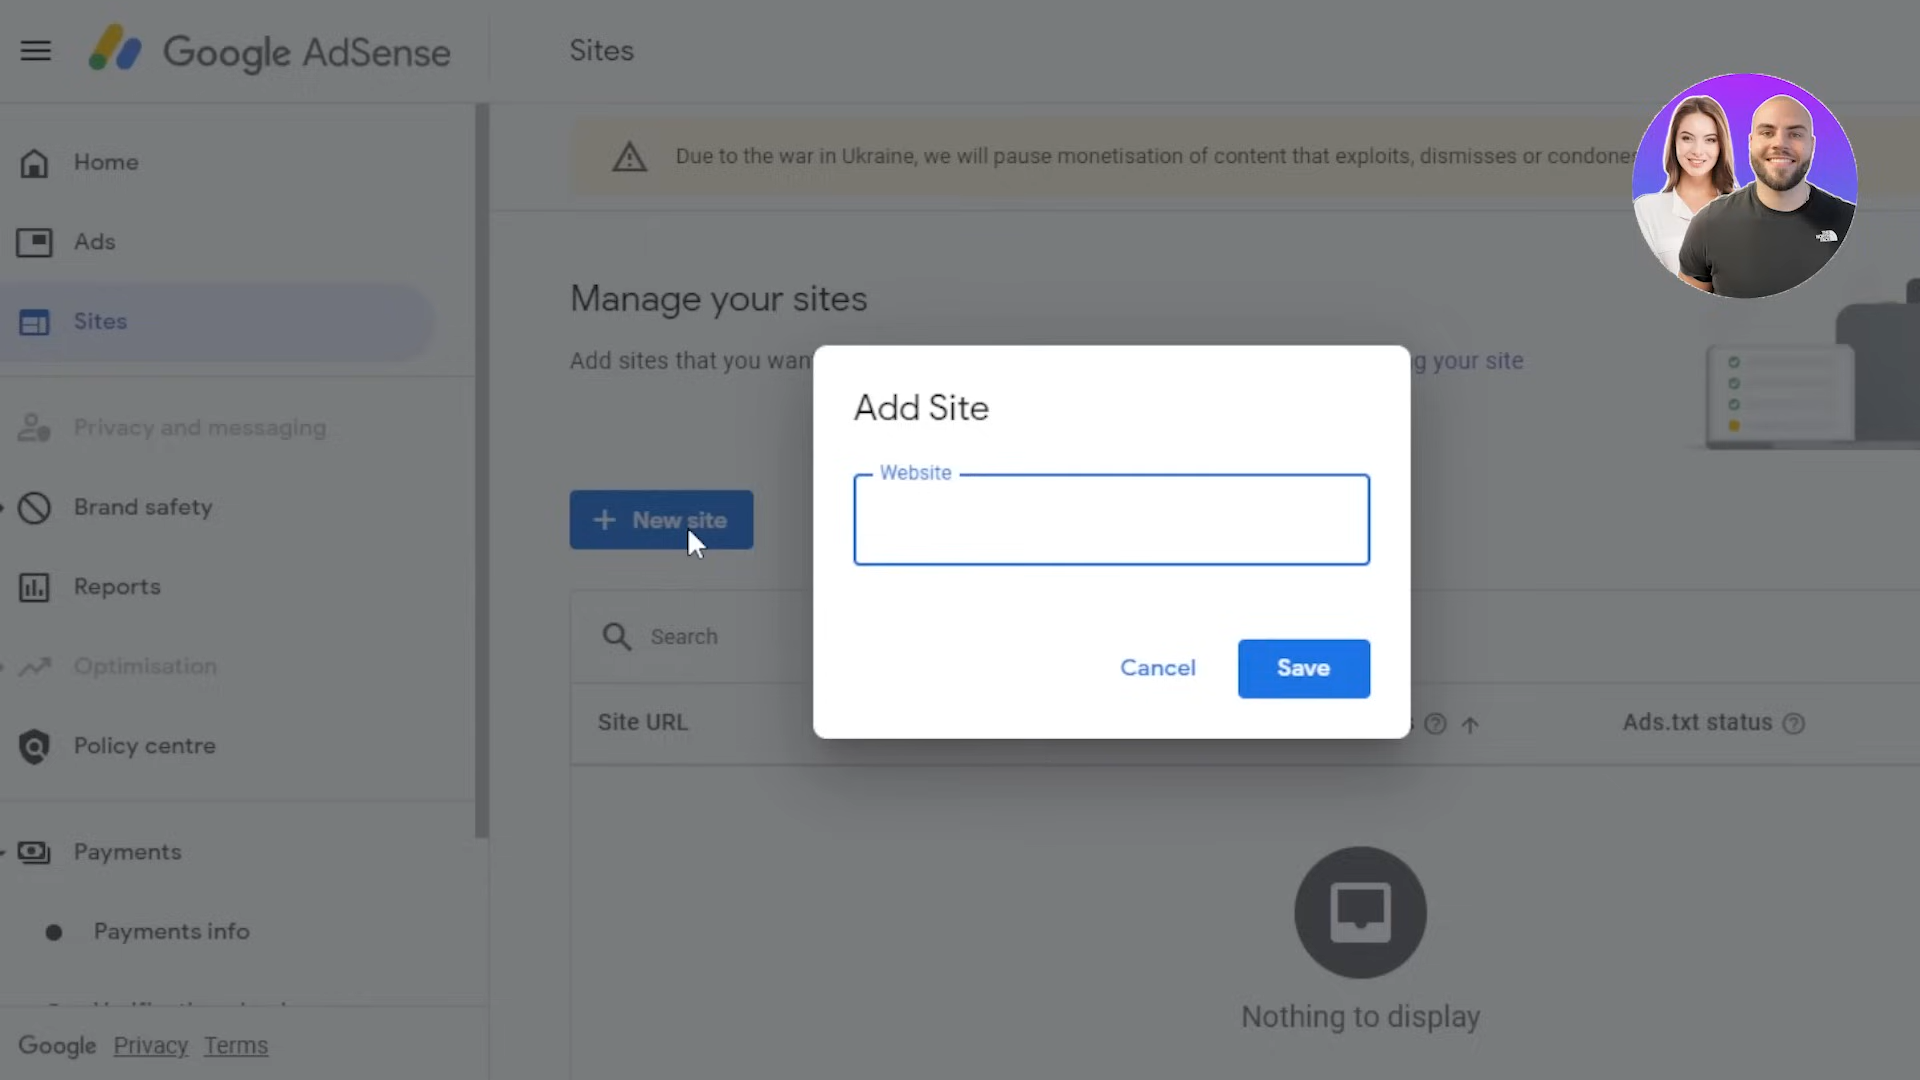 Google AdSense
Sites
Home
Ads
Sites
Privacy and messaging
Brand safety
Reports
Optimisation
Policy centre
Payments
Payments info
Google Privacy Terms
Due to the war in Ukraine, we will pause monetisation of content that exploits, dismisses or condones
Manage your sites
Add sites that you want
g your site
+ New site
Search
Site URL
Ads.txt status
Nothing to display
Add Site
Website
Cancel
Save